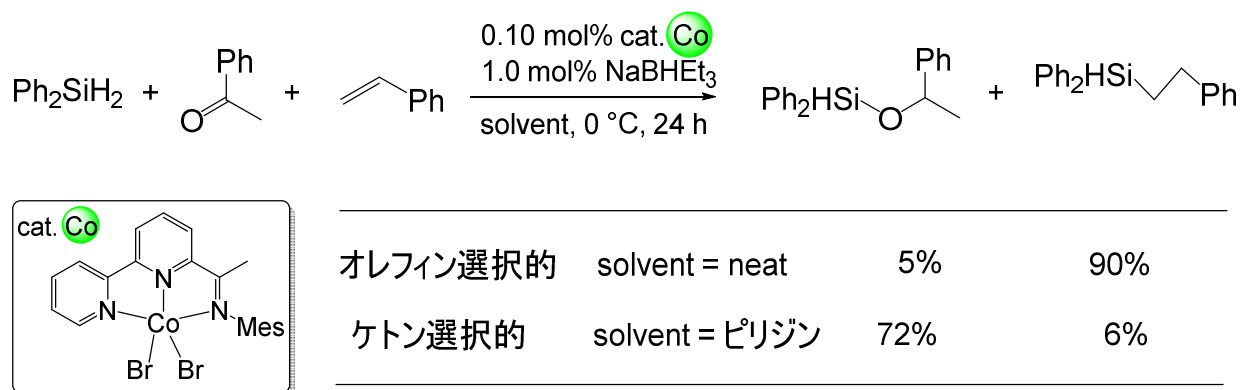 0.10 mol% cat. Co
1.0 mol% NaBHEt₃
solvent, 0 °C, 24 h
Ph₂SiH₂ + Ph O + Ph
Ph₂HSi O Ph + Ph₂HSi Ph
cat. Co
N N Co N Mes
Br Br
オレフィン選択的 solvent = neat 5% 90%
ケトン選択的 solvent = ピリジン 72% 6%